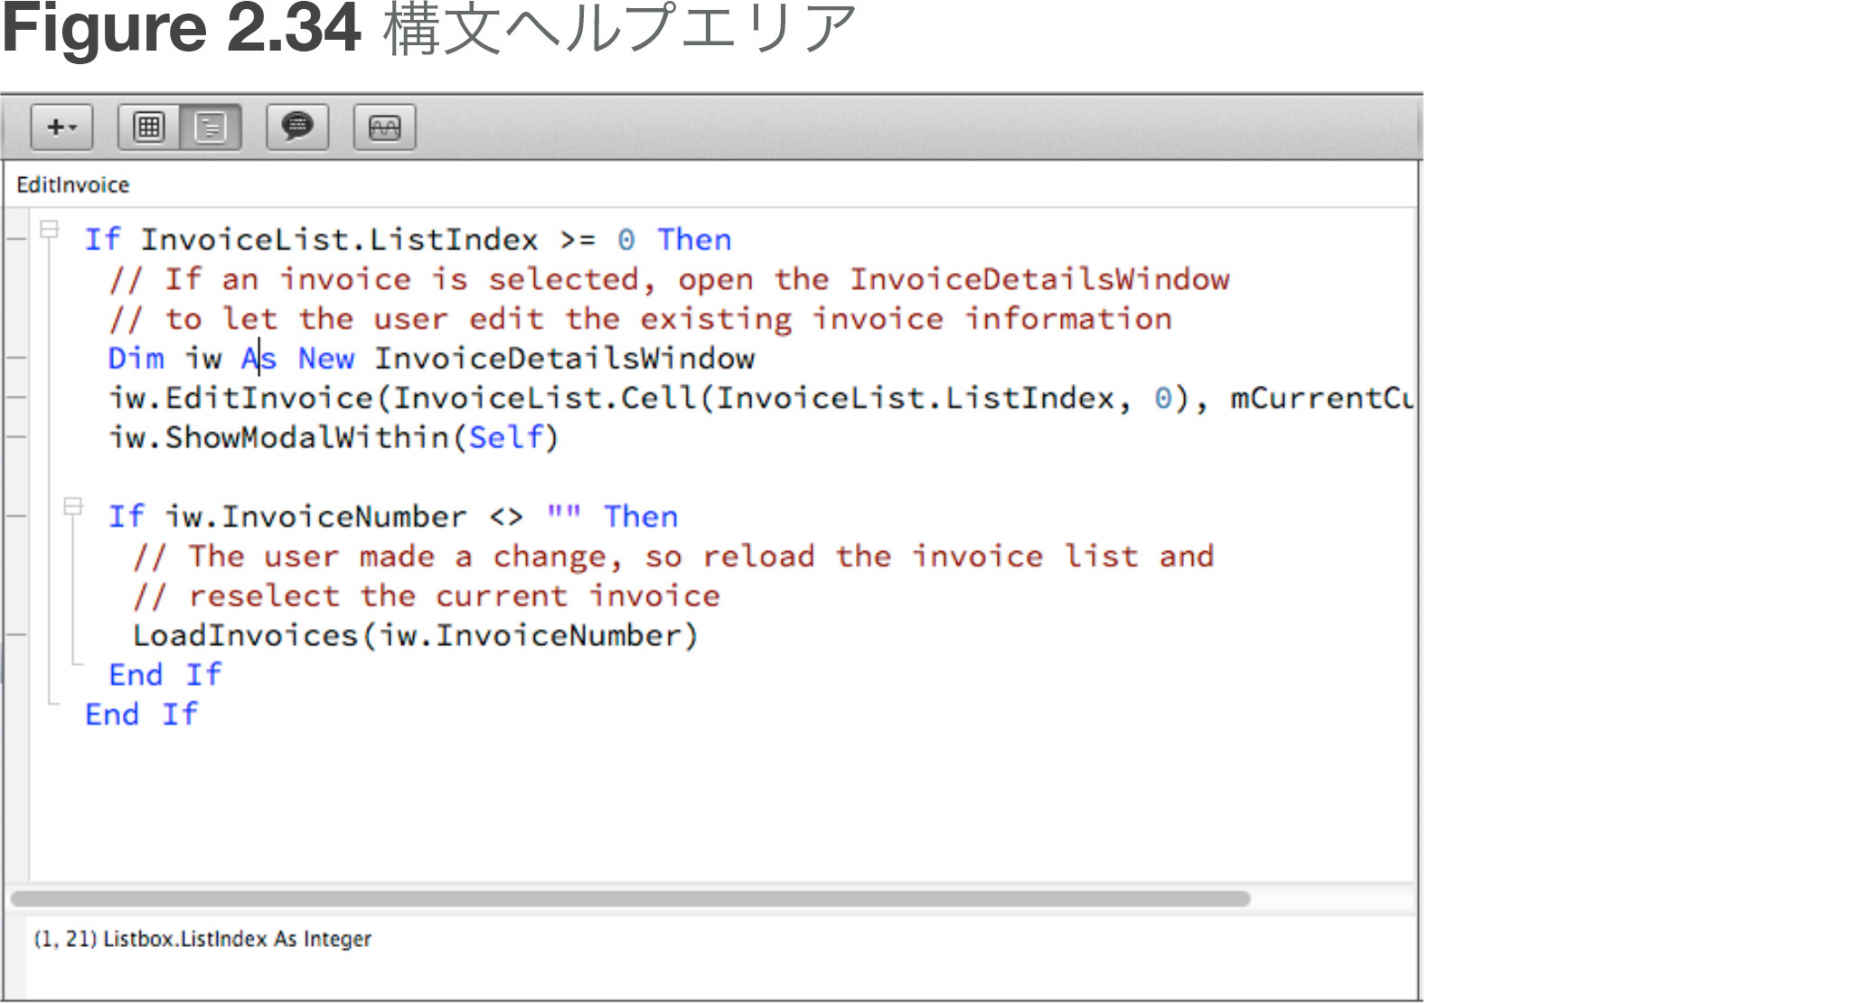 Figure 2.34 構文ヘルプエリア
EditInvoice
If InvoiceList.ListIndex >= 0 Then
// If an invoice is selected, open the InvoiceDetailsWindow
// to let the user edit the existing invoice information
Dim iw As New InvoiceDetailsWindow
iw.EditInvoice(InvoiceList.Cell(InvoiceList.ListIndex, 0), mCurrentCu
iw.ShowModalWithin(Self)
If iw.InvoiceNumber <> "" Then
// The user made a change, so reload the invoice list and
// reselect the current invoice
LoadInvoices(iw.InvoiceNumber)
End If
End If
(1, 21) Listbox.ListIndex As Integer